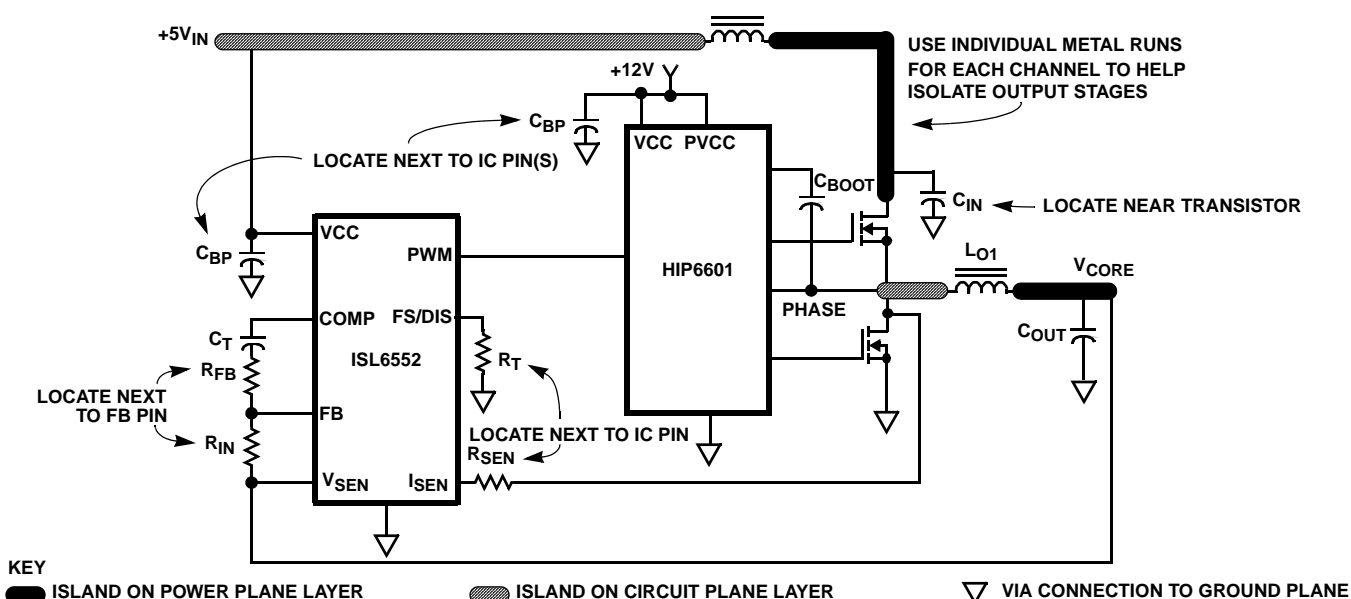 +5VIN
USE INDIVIDUAL METAL RUNS
FOR EACH CHANNEL TO HELP
ISOLATE OUTPUT STAGES
+12V
CBP
VCC PVCC
LOCATE NEXT TO IC PIN(S)
CBOOT
CIN
LOCATE NEAR TRANSISTOR
VCC
CBP
PWM
HIP6601
LO1
VCORE
PHASE
COMP
FS/DIS
CT
COUT
RFB
ISL6552
RT
LOCATE NEXT
TO FB PIN
FB
RIN
LOCATE NEXT TO IC PIN
RSEN
VSEN
ISEN
KEY
ISLAND ON POWER PLANE LAYER
ISLAND ON CIRCUIT PLANE LAYER
VIA CONNECTION TO GROUND PLANE